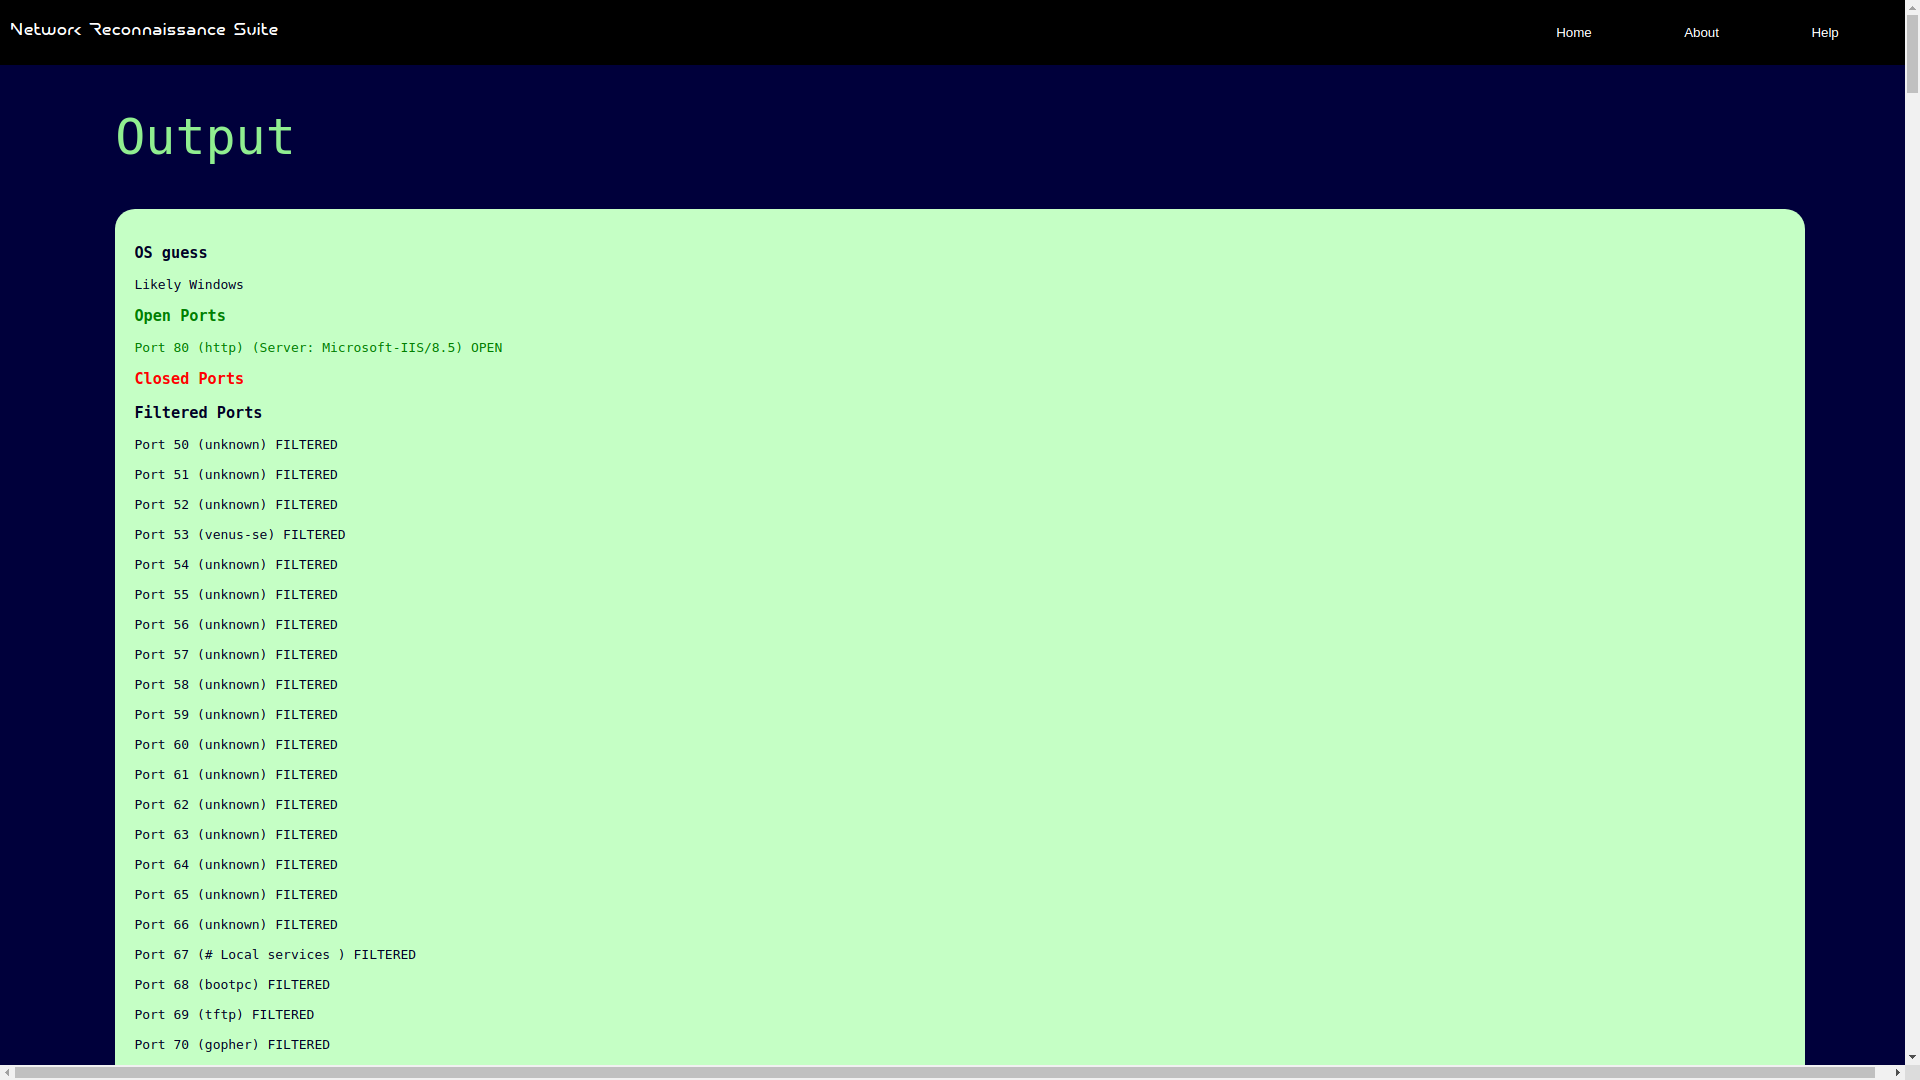 Network Reconnaissance Suite
Home
About
Help
Output
OS guess
Likely Windows
Open Ports
Port 80 (http) (Server: Microsoft-IIS/8.5) OPEN
Closed Ports
Filtered Ports
Port 50 (unknown) FILTERED
Port 51 (unknown) FILTERED
Port 52 (unknown) FILTERED
Port 53 (venus-se) FILTERED
Port 54 (unknown) FILTERED
Port 55 (unknown) FILTERED
Port 56 (unknown) FILTERED
Port 57 (unknown) FILTERED
Port 58 (unknown) FILTERED
Port 59 (unknown) FILTERED
Port 60 (unknown) FILTERED
Port 61 (unknown) FILTERED
Port 62 (unknown) FILTERED
Port 63 (unknown) FILTERED
Port 64 (unknown) FILTERED
Port 65 (unknown) FILTERED
Port 66 (unknown) FILTERED
Port 67 (# Local services ) FILTERED
Port 68 (bootpc) FILTERED
Port 69 (tftp) FILTERED
Port 70 (gopher) FILTERED